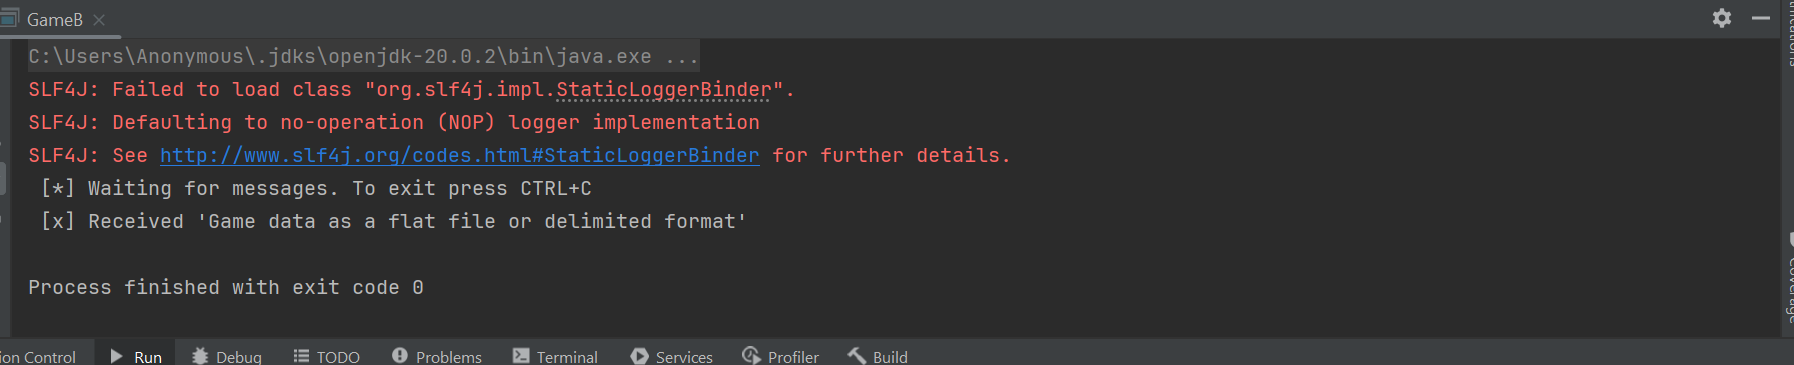 GameB
C:\Users\Anonymous\.jdks\openjdk-20.0.2\bin\java.exe ...
SLF4J: Failed to load class "org.slf4j.impl.StaticLoggerBinder".
SLF4J: Defaulting to no-operation (NOP) logger implementation
SLF4J: See http://www.slf4j.org/codes.html#StaticLoggerBinder for further details.
[*] Waiting for messages. To exit press CTRL+C
[x] Received 'Game data as a flat file or delimited format'
Process finished with exit code 0
Coverage
ion Control Run Debug TODO Problems Terminal Services Profiler Build